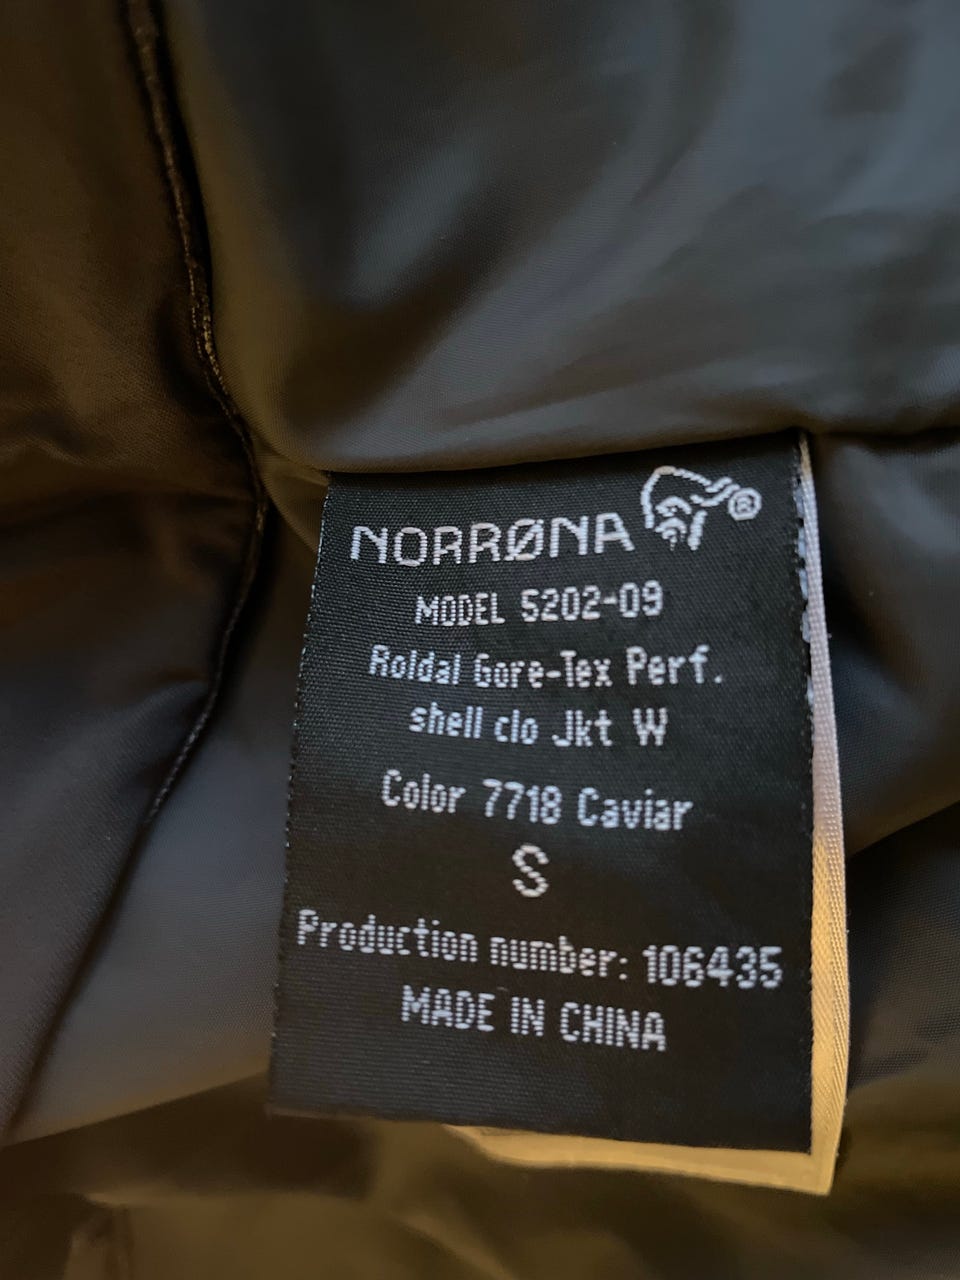 NORRØNA ®
MODEL 5202-09
Roldal Gore-Tex Perf.
shell clo Jkt W
Color 7718 Caviar
S
Production number: 106435
MADE IN CHINA